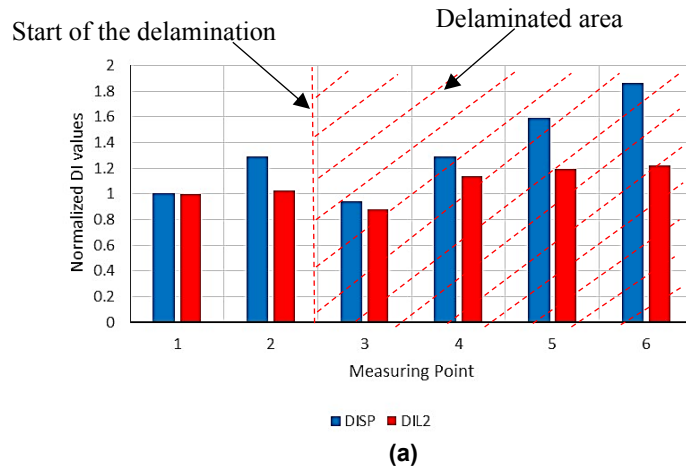 Delaminated area
Start of the delamination
Normalized DI values
2
1.8
1.6
1.4
1.2
1
0.8
0.6
0.4
0.2
0
1 2 3 4 5 6
Measuring Point
DISP DIL2
(a)